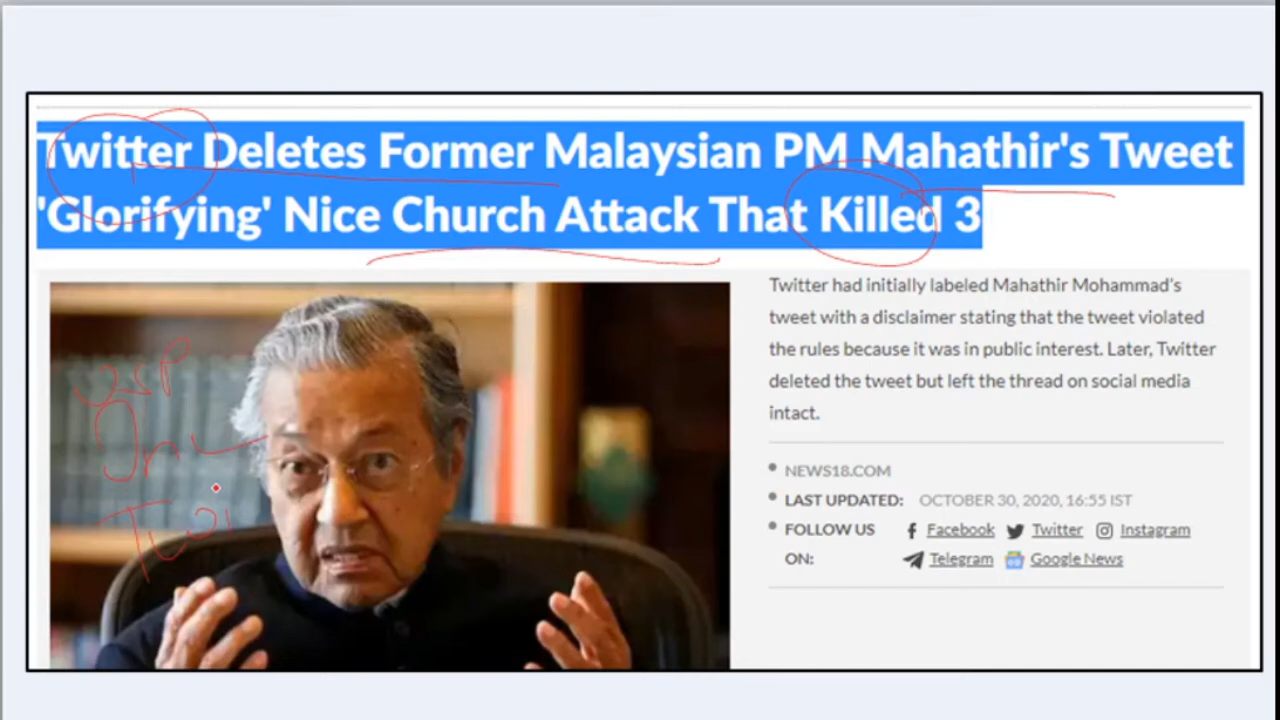 Twitter Deletes Former Malaysian PM Mahathir's Tweet
'Glorifying' Nice Church Attack That Killed 3
Twitter had initially labeled Mahathir Mohammad's
tweet with a disclaimer stating that the tweet violated
the rules because it was in public interest. Later, Twitter
deleted the tweet but left the thread on social media
intact.
NEWS18.COM
LAST UPDATED: OCTOBER 30, 2020, 16:55 IST
FOLLOW US Facebook Twitter Instagram
ON: Telegram Google News
Twi